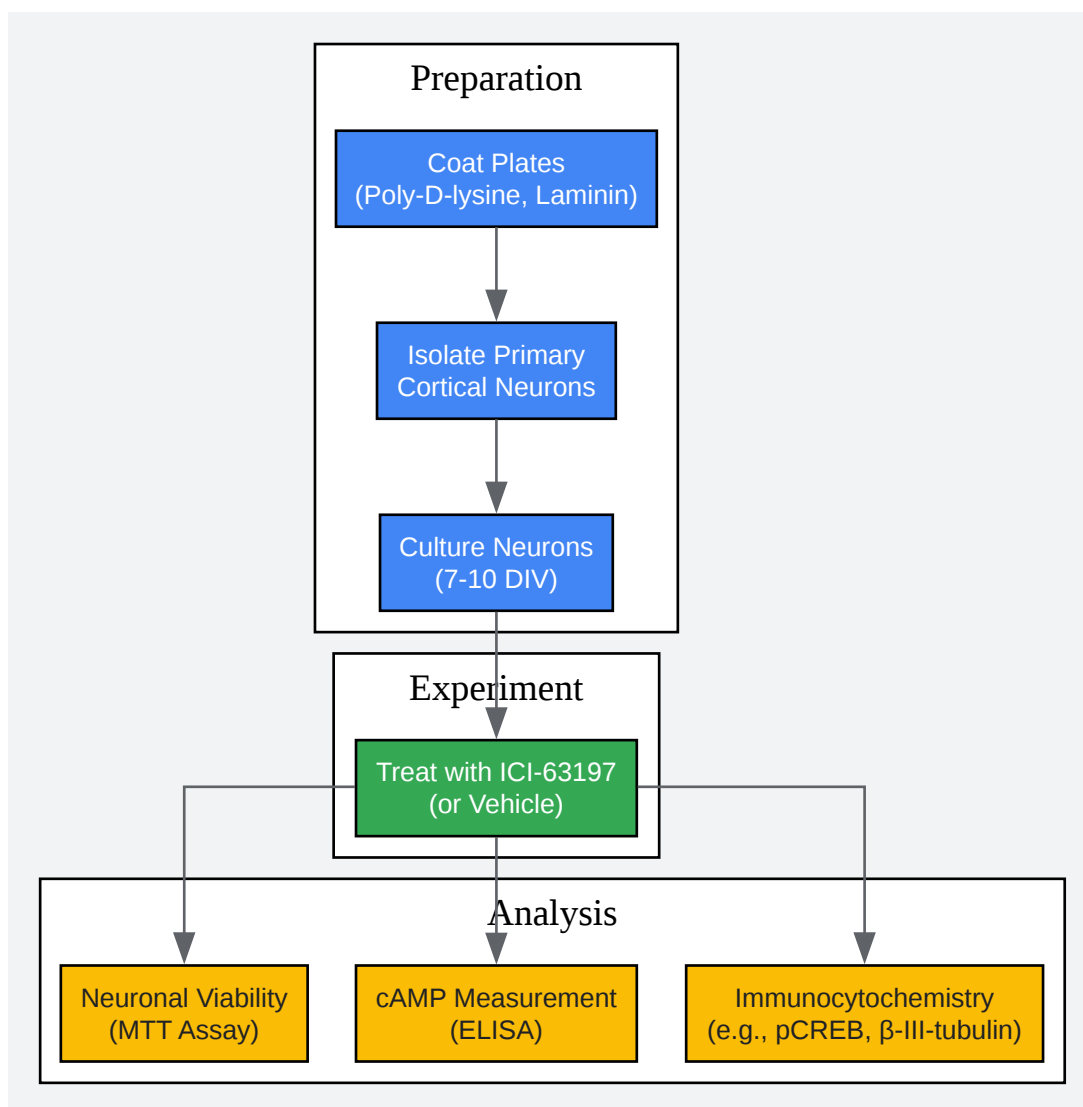 Preparation
Coat Plates
(Poly-D-lysine, Laminin)
Isolate Primary
Cortical Neurons
Culture Neurons
(7-10 DIV)
Experiment
Treat with ICI-63197
(or Vehicle)
Analysis
Neuronal Viability
(MTT Assay)
cAMP Measurement
(ELISA)
Immunocytochemistry
(e.g., pCREB, β-III-tubulin)